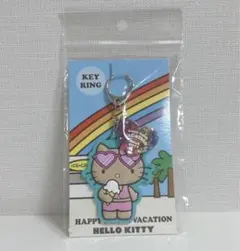 KEY
RING
HAPPY VACATION
HELLO KITTY